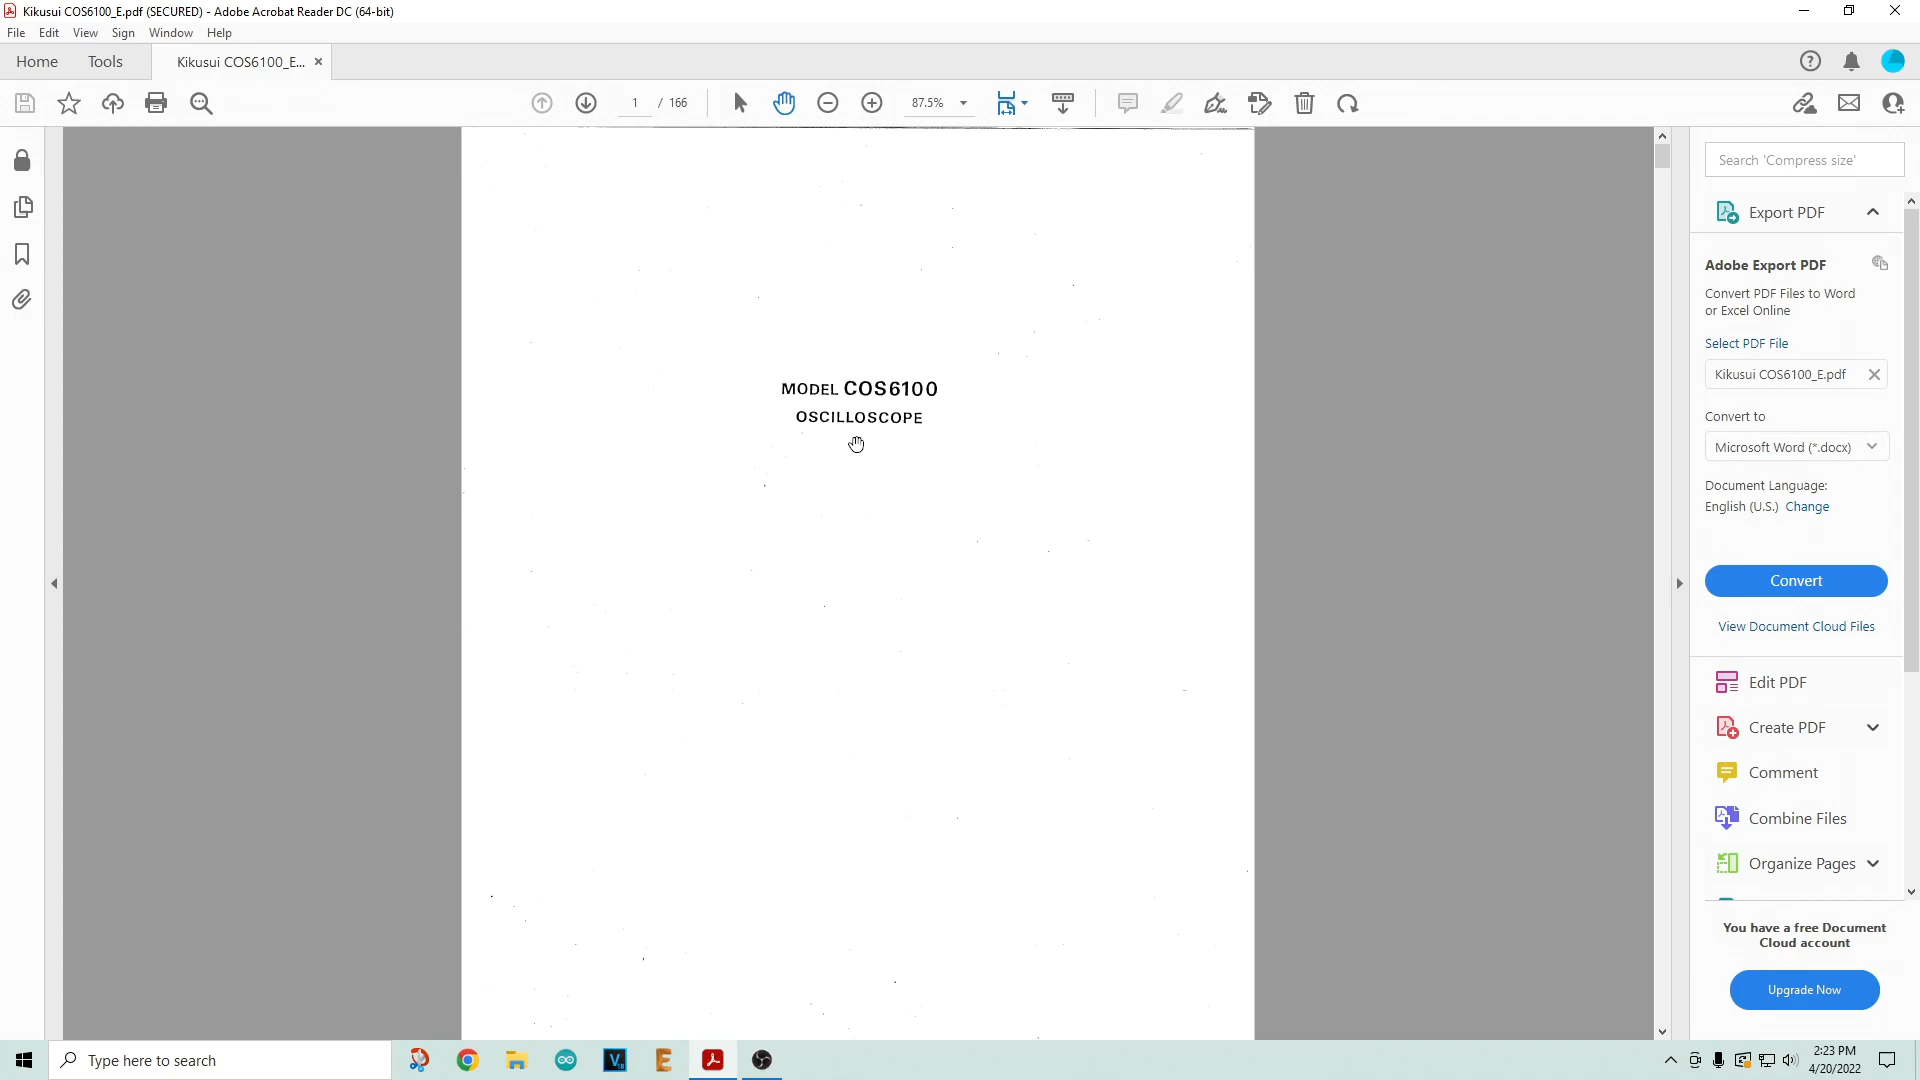 Kikusui COS6100_E.pdf (SECURED) - Adobe Acrobat Reader DC (64-bit)
File Edit View Sign Window Help
Home Tools Kikusui COS6100_E... ×
1 / 166 87.5%
Search 'Compress size'
Export PDF
Adobe Export PDF
Convert PDF Files to Word
or Excel Online
Select PDF File
Kikusui COS6100_E.pdf
Convert to
Microsoft Word (*.docx)
Document Language:
English (U.S.) Change
Convert
View Document Cloud Files
Edit PDF
Create PDF
Comment
Combine Files
Organize Pages
You have a free Document
Cloud account
Upgrade Now
MODEL COS6100
OSCILLOSCOPE
Type here to search
2:23 PM
4/20/2022